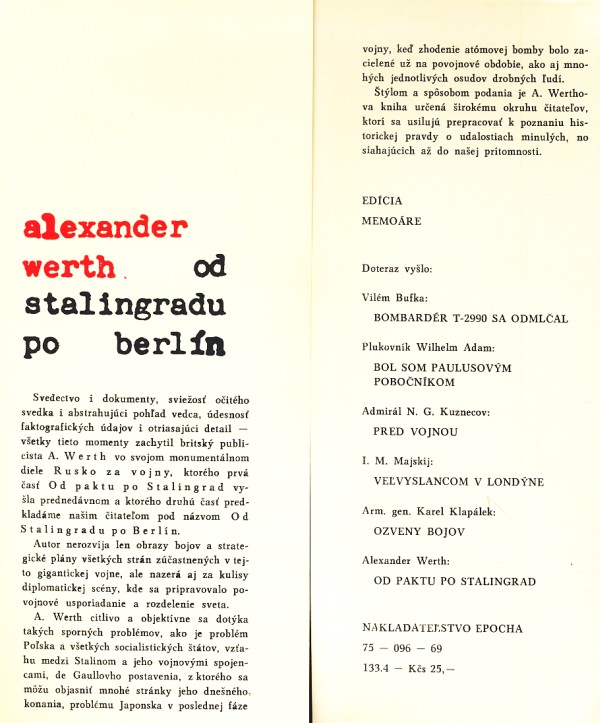 alexander
werth od
stalingradu
po berlín
Svedectvo i dokumenty, sviežosť očitého
svedka i abstrahujúci pohľad vedca, údesnosť
faktografických údajov i otriasajúci detail —
všetky tieto momenty zachytil britský publi-
cista A. Werth vo svojom monumentálnom
diele Rusko za vojny, ktorého prvá
časť Od paktu po Stalingrad vy-
šla prednedávnom a ktorého druhú časť pred-
kladáme našim čitateľom pod názvom Od
Stalingradu po Berlín.
Autor nerozvíja len obrazy bojov a strate-
gické plány všetkých strán zúčastnených v tej-
to gigantickej vojne, ale nazerá aj za kulisy
diplomatickej scény, kde sa pripravovalo po-
vojnové usporiadanie a rozdelenie sveta.
A. Werth citlivo a objektívne sa dotýka
takých sporných problémov, ako je problém
Poľska a všetkých socialistických štátov, vzťa-
hu medzi Stalinom a jeho vojnovými spojen-
cami, de Gaullovho postavenia, z ktorého sa
môžu objasniť mnohé stránky jeho dnešného
konania, problému Japonska v poslednej fáze
vojny, keď zhodenie atómovej bomby bolo za-
cielené už na povojnové obdobie, ako aj mno-
hých jednotlivých osudov drobných ľudí.
Štýlom a spôsobom podania je A. Wertho-
va kniha určená širokému okruhu čitateľov,
ktorí sa usilujú prepracovať k poznaniu his-
torickej pravdy o udalostiach minulých, no
siahajúcich až do našej prítomnosti.
EDÍCIA
MEMOÁRE
Doteraz vyšlo:
Vilém Bufka:
BOMBARDÉR T-2990 SA ODMLČAL
Plukovník Wilhelm Adam:
BOL SOM PAULUSOVÝM
POBOČNÍKOM
Admirál N. G. Kuznecov:
PRED VOJNOU
I. M. Majskij:
VEĽVYSLANCOM V LONDÝNE
Arm. gen. Karel Klapálek:
OZVENY BOJOV
Alexander Werth:
OD PAKTU PO STALINGRAD
NAKLADATEĽSTVO EPOCHA
75 — 096 — 69
133.4 — Kčs 25,—